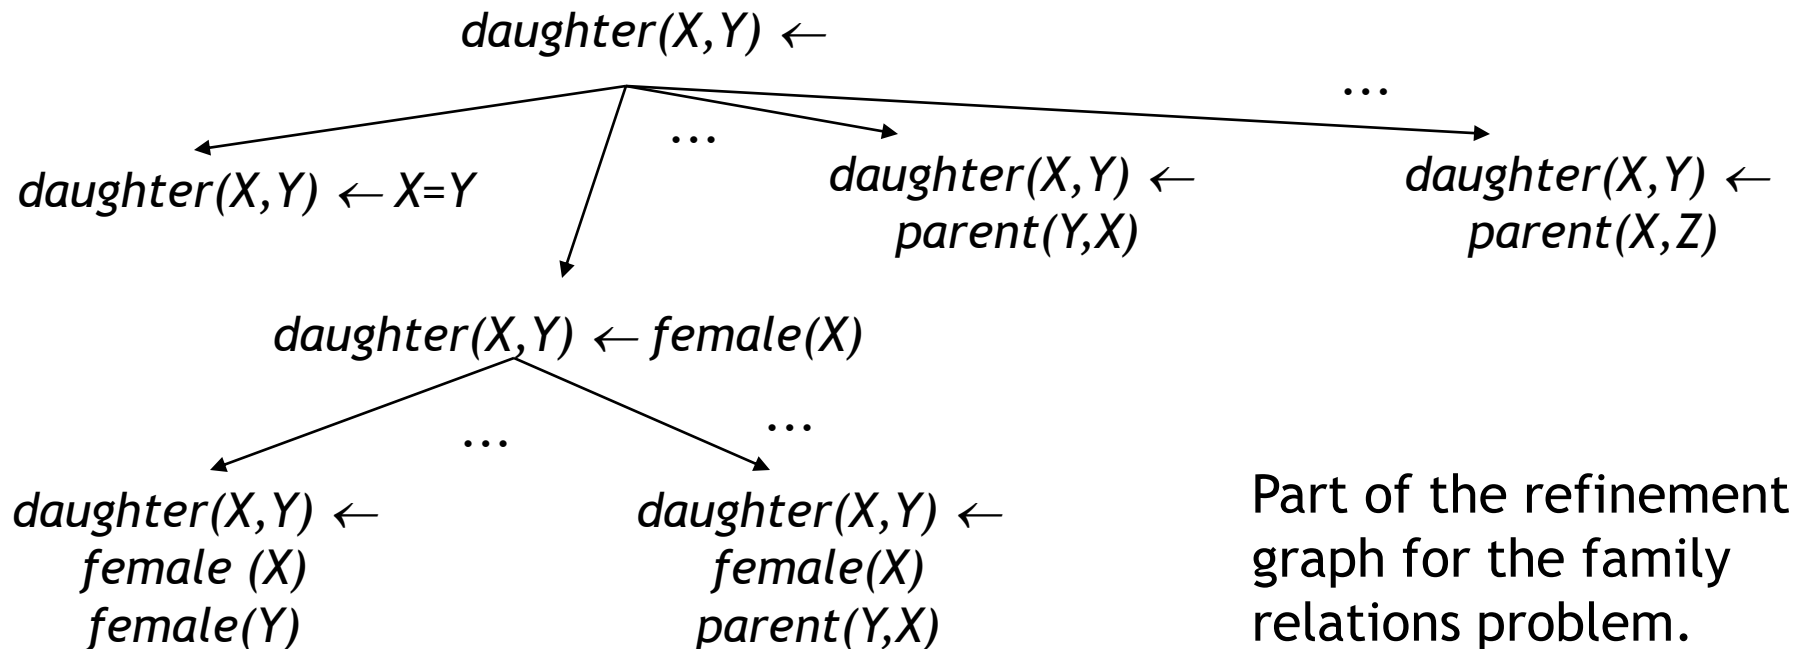 daughter(X,Y) ←
...
...
daughter(X,Y) ← X=Y
daughter(X,Y) ←
parent(Y,X)
daughter(X,Y) ←
parent(X,Z)
daughter(X,Y) ← female(X)
...
...
daughter(X,Y) ←
female (X)
female(Y)
daughter(X,Y) ←
female(X)
parent(Y,X)
Part of the refinement
graph for the family
relations problem.